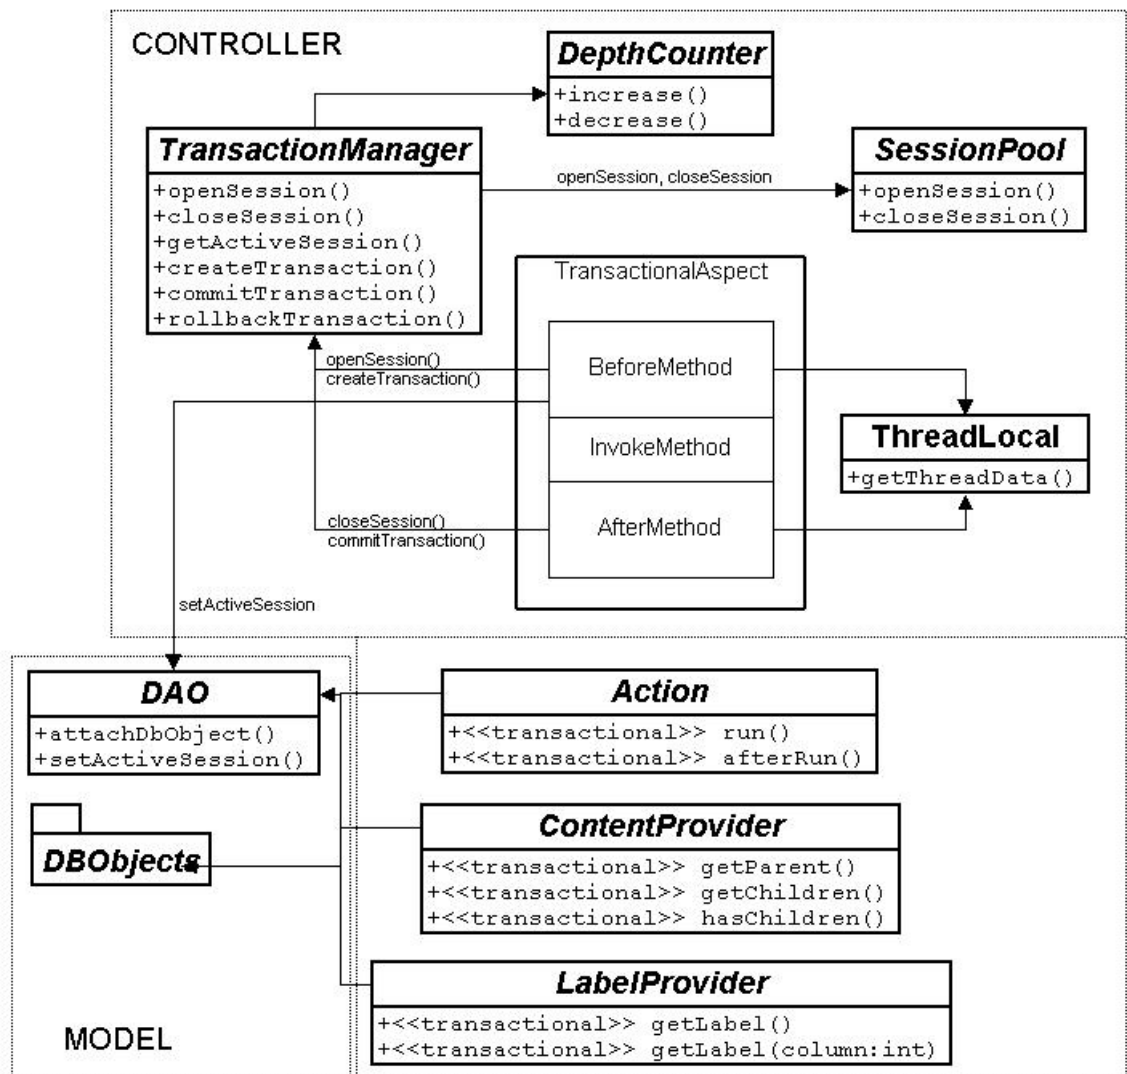 CONTROLLER
DepthCounter
+increase()
+decrease()
TransactionManager
+openSession()
+closeSession()
+getActiveSession()
+createTransaction()
+commitTransaction()
+rollbackTransaction()
openSession, closeSession
SessionPool
+openSession()
+closeSession()
TransactionalAspect
BeforeMethod
InvokeMethod
AfterMethod
openSession()
createTransaction()
closeSession()
commitTransaction()
ThreadLocal
+getThreadData()
setActiveSession
DAO
+attachDbObject()
+setActiveSession()
DBObjects
MODEL
Action
+<<transactional>> run()
+<<transactional>> afterRun()
ContentProvider
+<<transactional>> getParent()
+<<transactional>> getChildren()
+<<transactional>> hasChildren()
LabelProvider
+<<transactional>> getLabel()
+<<transactional>> getLabel(column:int)